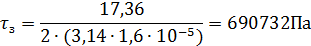 τ_з = 17,36 / (2 · (3,14 · 1,6 · 10⁻⁵)) = 690732Па